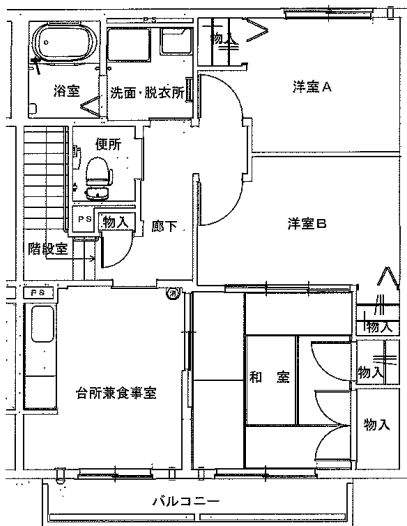 PS
物入
浴室
洗面・脱衣所
洋室A
便所
PS
物入
廊下
洋室B
階段室
PS
物入
台所兼食事室
和室
物入
物入
バルコニー